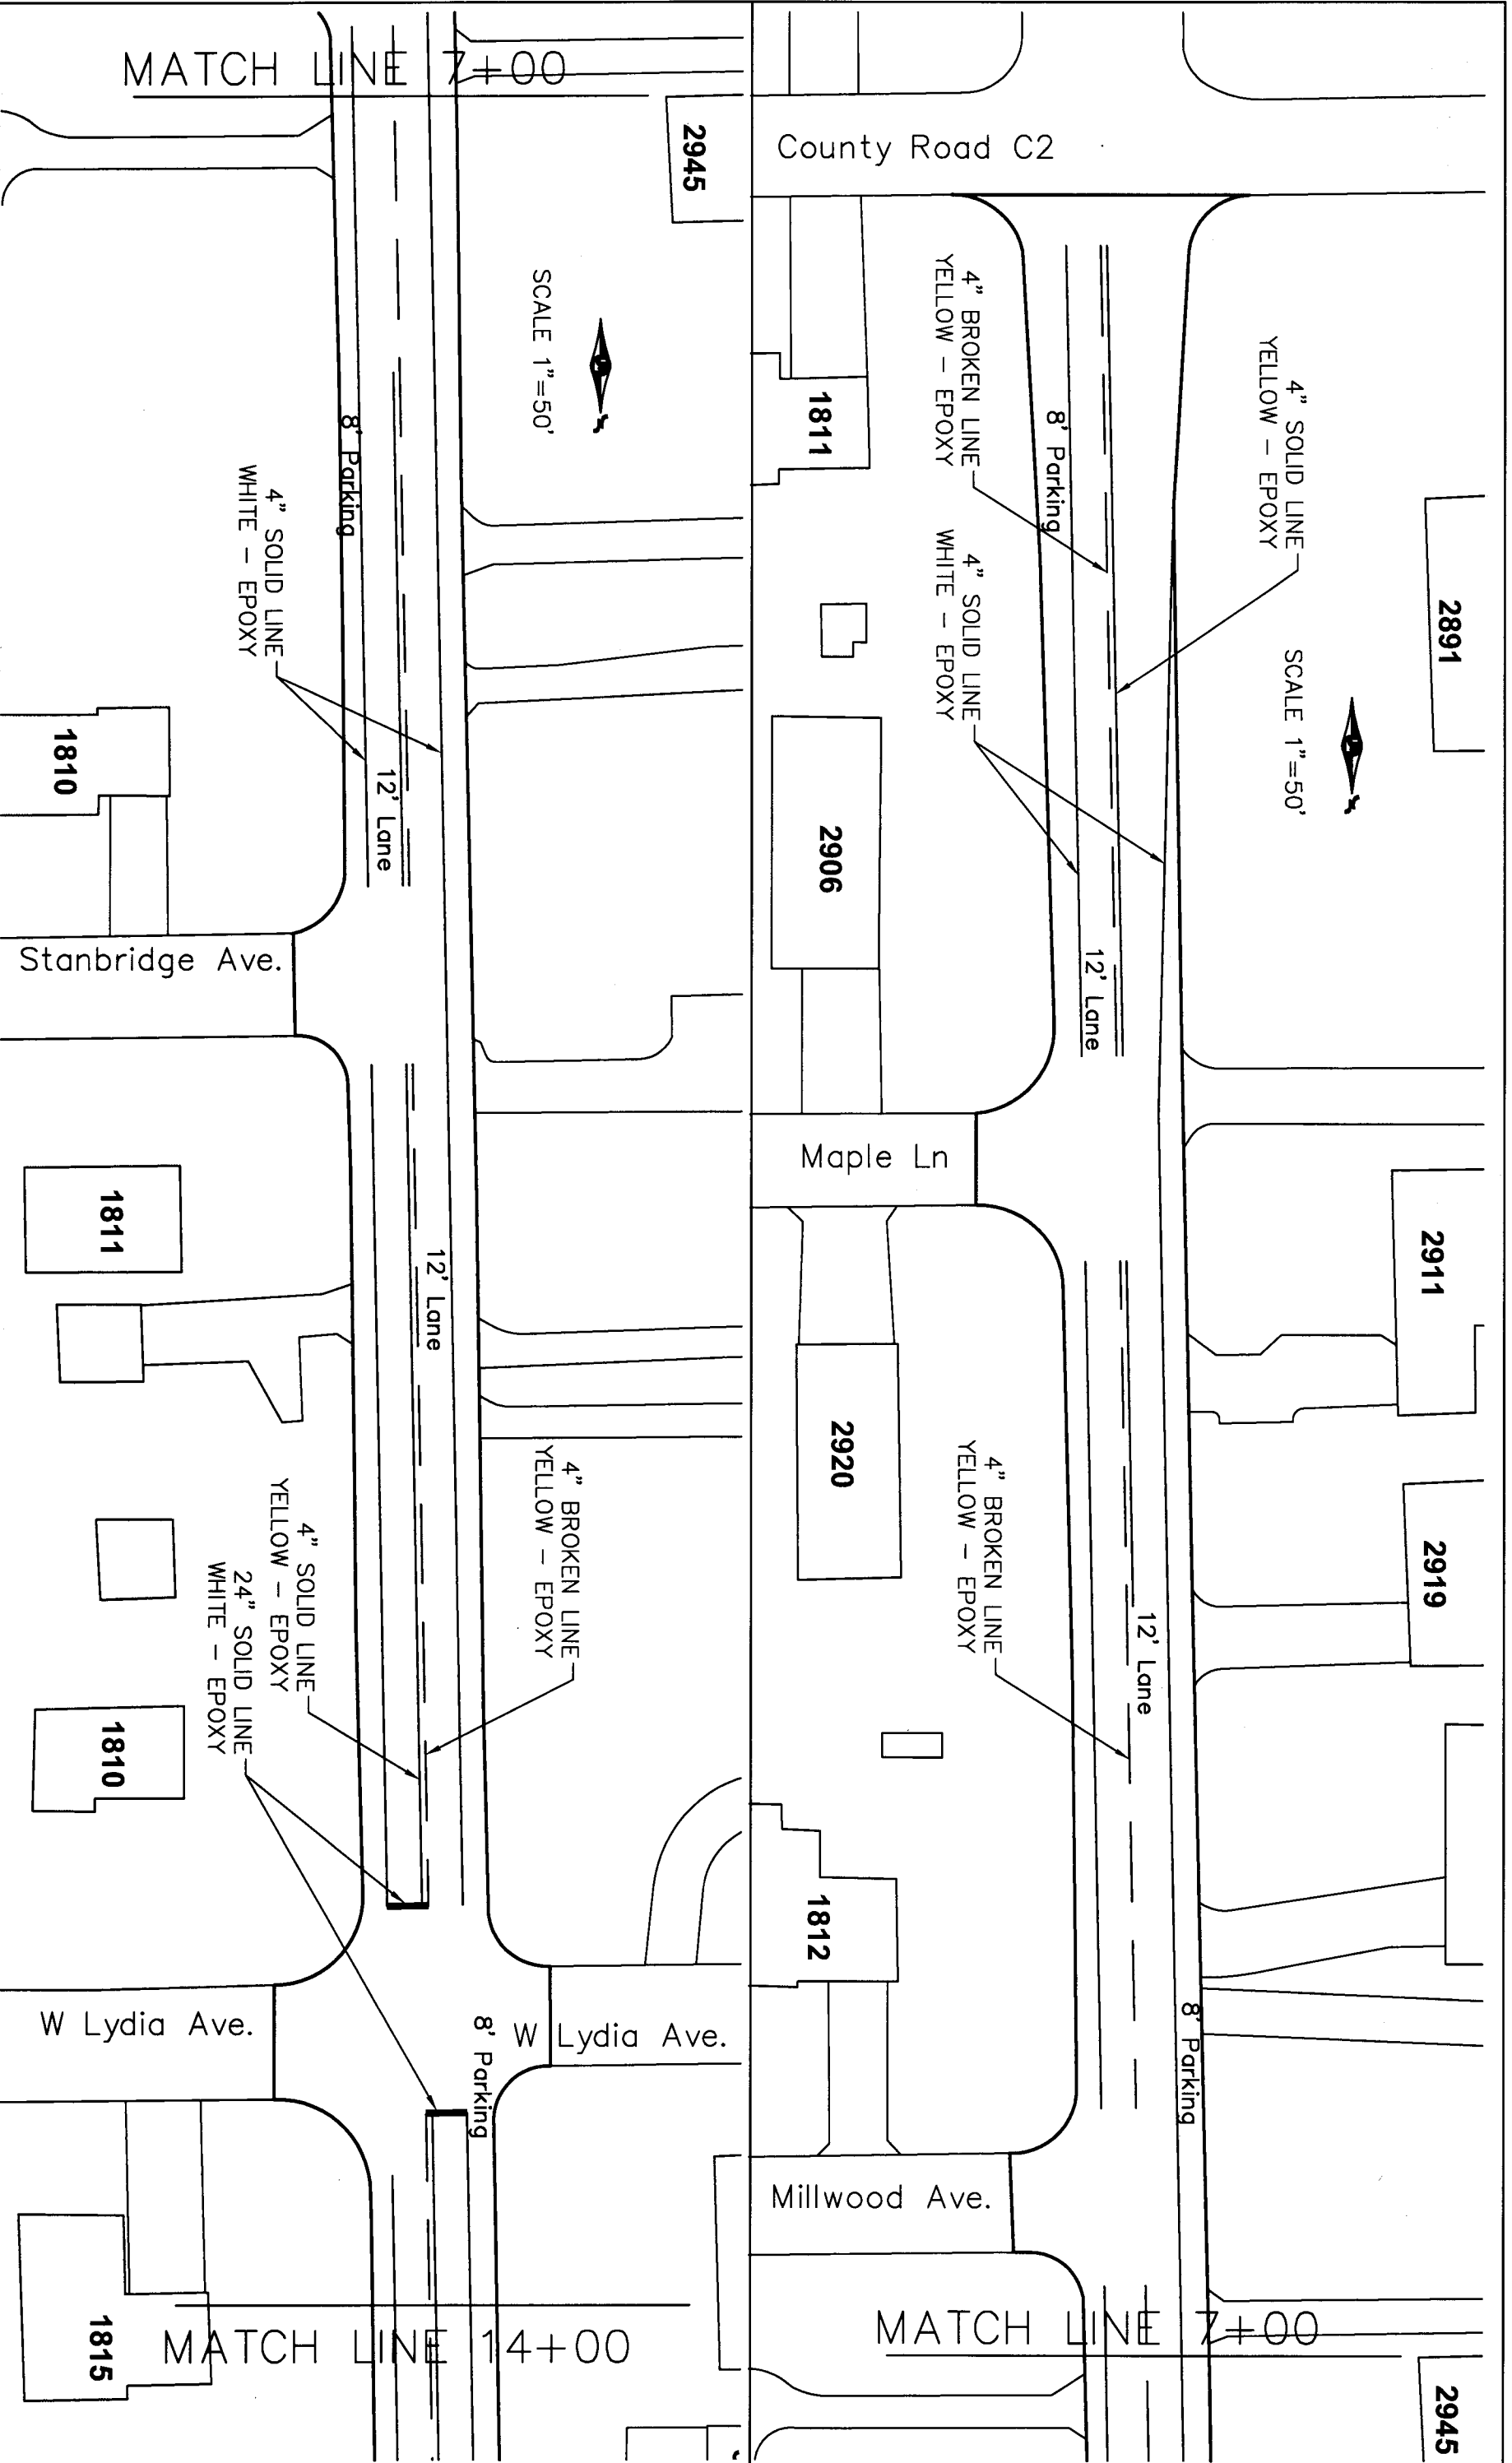 MATCH LINE 7+00
2945
SCALE 1"=50'
8' Parking
4" SOLID LINE
WHITE - EPOXY
12' Lane
1810
Stanbridge Ave.
1811
12' Lane
4" BROKEN LINE
YELLOW - EPOXY
4" SOLID LINE
YELLOW - EPOXY
24" SOLID LINE
WHITE - EPOXY
1810
W Lydia Ave.
W Lydia Ave.
8' Parking
1815
MATCH LINE 14+00
County Road C2
4" BROKEN LINE
YELLOW - EPOXY
1811
8' Parking
4" SOLID LINE
YELLOW - EPOXY
4" SOLID LINE
WHITE - EPOXY
2891
SCALE 1"=50'
2906
12' Lane
Maple Ln
2911
2920
4" BROKEN LINE
YELLOW - EPOXY
2919
12' Lane
1812
8' Parking
Millwood Ave.
MATCH LINE 7+00
2945